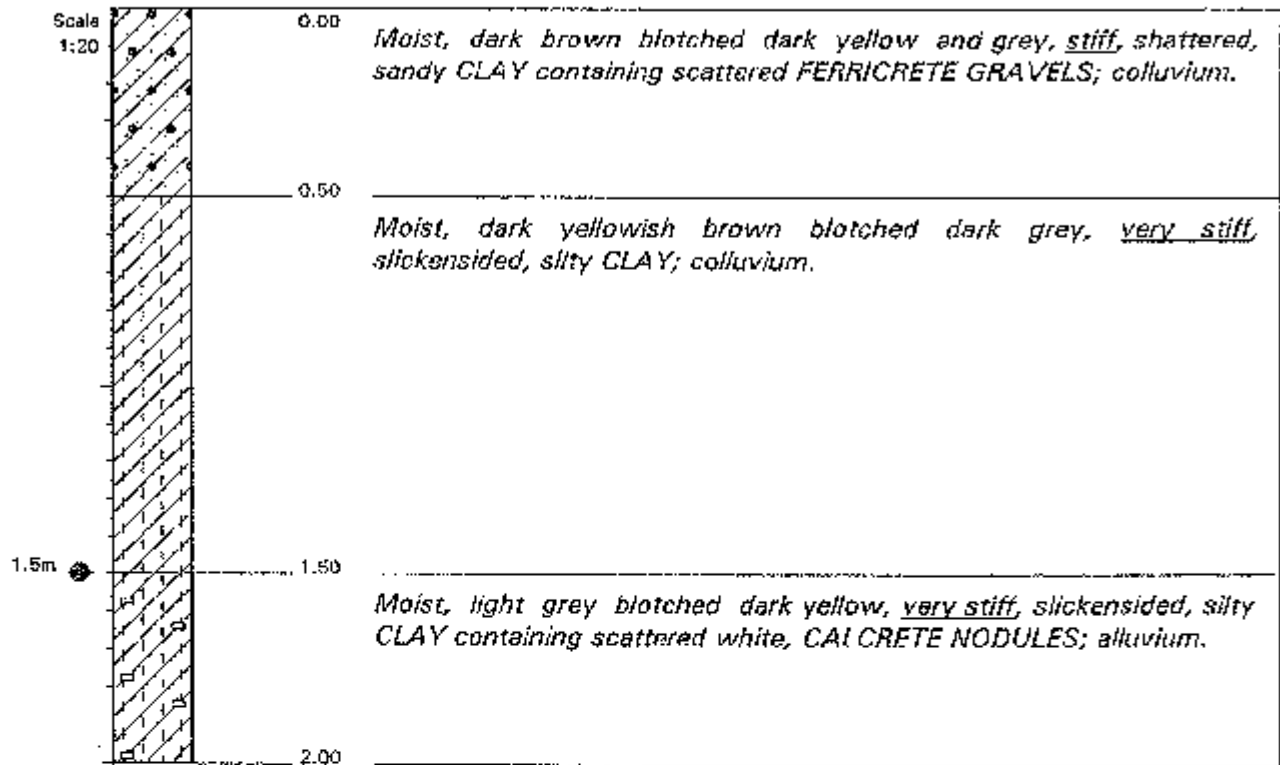 Scale
1:20
0.00
Moist, dark brown blotched dark yellow and grey, stiff, shattered,
sandy CLAY containing scattered FERRICRETE GRAVELS; colluvium.
0.50
Moist, dark yellowish brown blotched dark grey, very stiff,
slickensided, silty CLAY; colluvium.
1.5m
1.50
Moist, light grey blotched dark yellow, very stiff, slickensided, silty
CLAY containing scattered white, CALCRETE NODULES; alluvium.
2.00